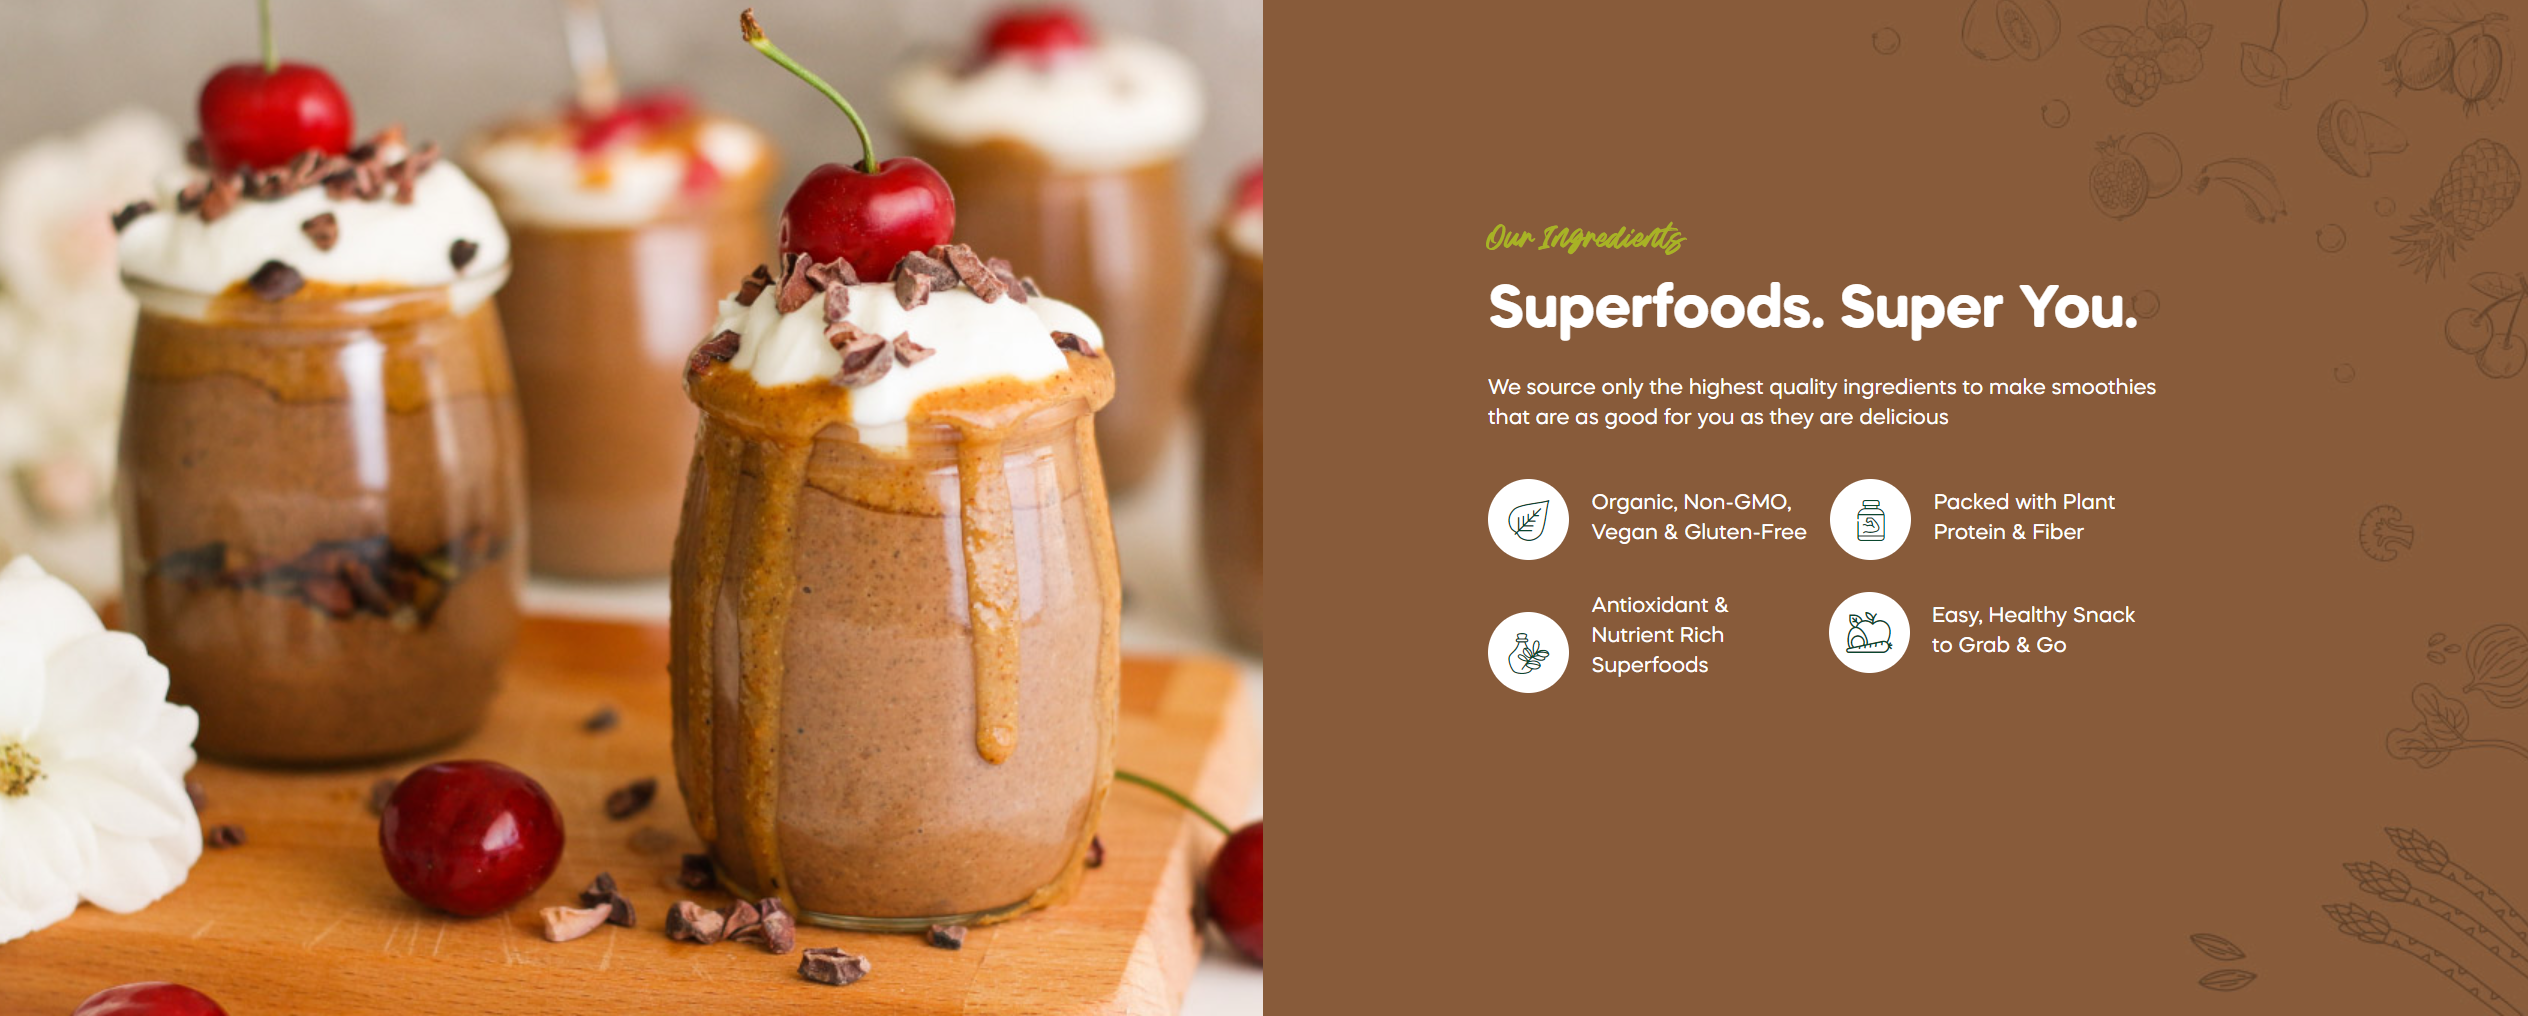 Our Ingredients
Superfoods. Super You.
We source only the highest quality ingredients to make smoothies
that are as good for you as they are delicious
Organic, Non-GMO,
Vegan & Gluten-Free
Packed with Plant
Protein & Fiber
Antioxidant &
Nutrient Rich
Superfoods
Easy, Healthy Snack
to Grab & Go